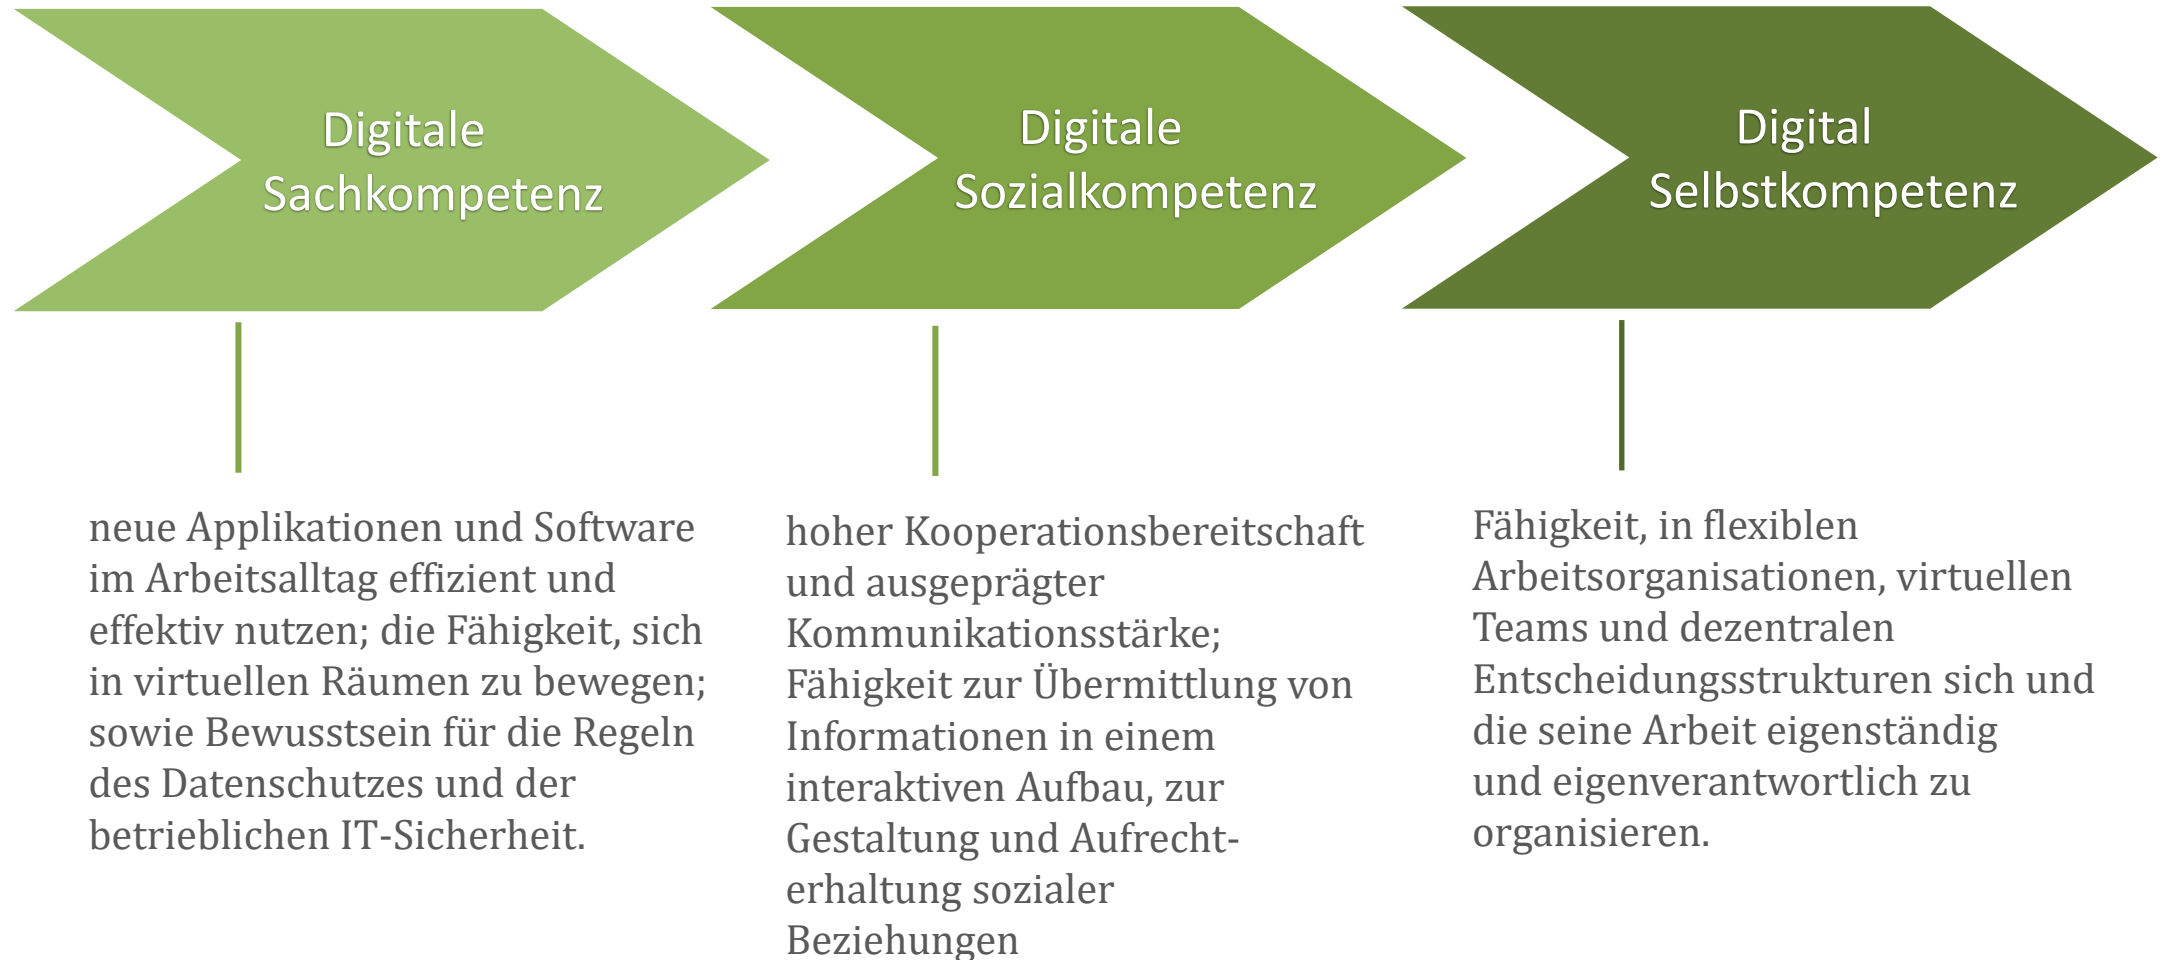 Digitale
Sachkompetenz
Digitale
Sozialkompetenz
Digital
Selbstkompetenz
neue Applikationen und Software
im Arbeitsalltag effizient und
effektiv nutzen; die Fähigkeit, sich
in virtuellen Räumen zu bewegen;
sowie Bewusstsein für die Regeln
des Datenschutzes und der
betrieblichen IT-Sicherheit.
hoher Kooperationsbereitschaft
und ausgeprägter
Kommunikationsstärke;
Fähigkeit zur Übermittlung von
Informationen in einem
interaktiven Aufbau, zur
Gestaltung und Aufrecht-
erhaltung sozialer
Beziehungen
Fähigkeit, in flexiblen
Arbeitsorganisationen, virtuellen
Teams und dezentralen
Entscheidungsstrukturen sich und
die seine Arbeit eigenständig
und eigenverantwortlich zu
organisieren.